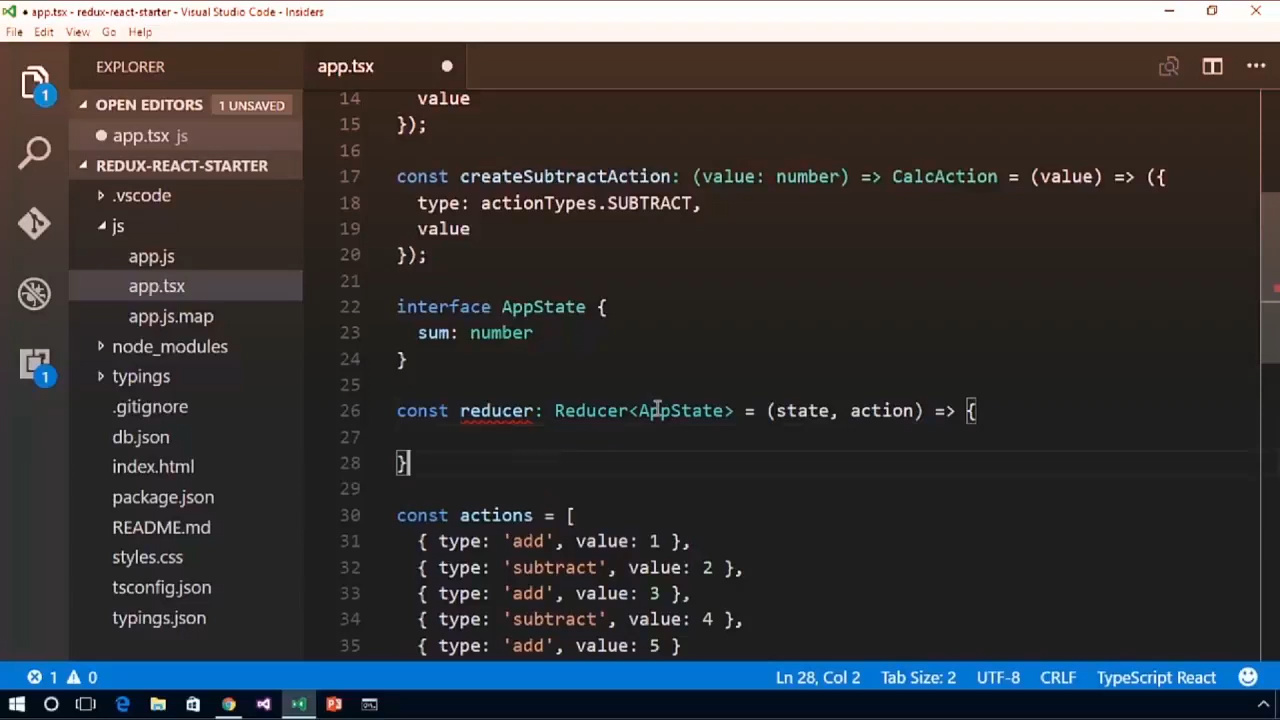 ● app.tsx - redux-react-starter - Visual Studio Code - Insiders
File Edit View Go Help
EXPLORER
app.tsx ●
OPEN EDITORS 1 UNSAVED
● app.tsx js
REDUX-REACT-STARTER
.vscode
js
app.js
app.tsx
app.js.map
node_modules
typings
.gitignore
db.json
index.html
package.json
README.md
styles.css
tsconfig.json
typings.json
1
1
14 value
15 });
16
17 const createSubtractAction: (value: number) => CalcAction = (value) => ({
18 type: actionTypes.SUBTRACT,
19 value
20 });
21
22 interface AppState {
23 sum: number
24 }
25
26 const reducer: Reducer<AppState> = (state, action) => {
27
28 }
29
30 const actions = [
31 { type: 'add', value: 1 },
32 { type: 'subtract', value: 2 },
33 { type: 'add', value: 3 },
34 { type: 'subtract', value: 4 },
35 { type: 'add', value: 5 }
1 0 Ln 28, Col 2 Tab Size: 2 UTF-8 CRLF TypeScript React